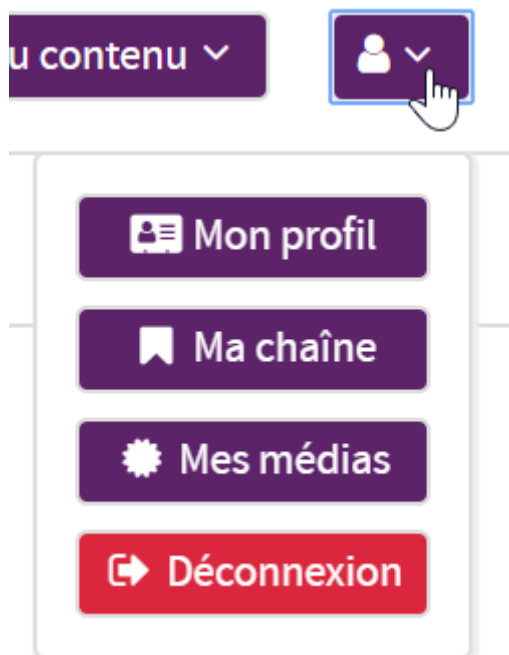 u contenu
Mon profil
Ma chaîne
Mes médias
Déconnexion